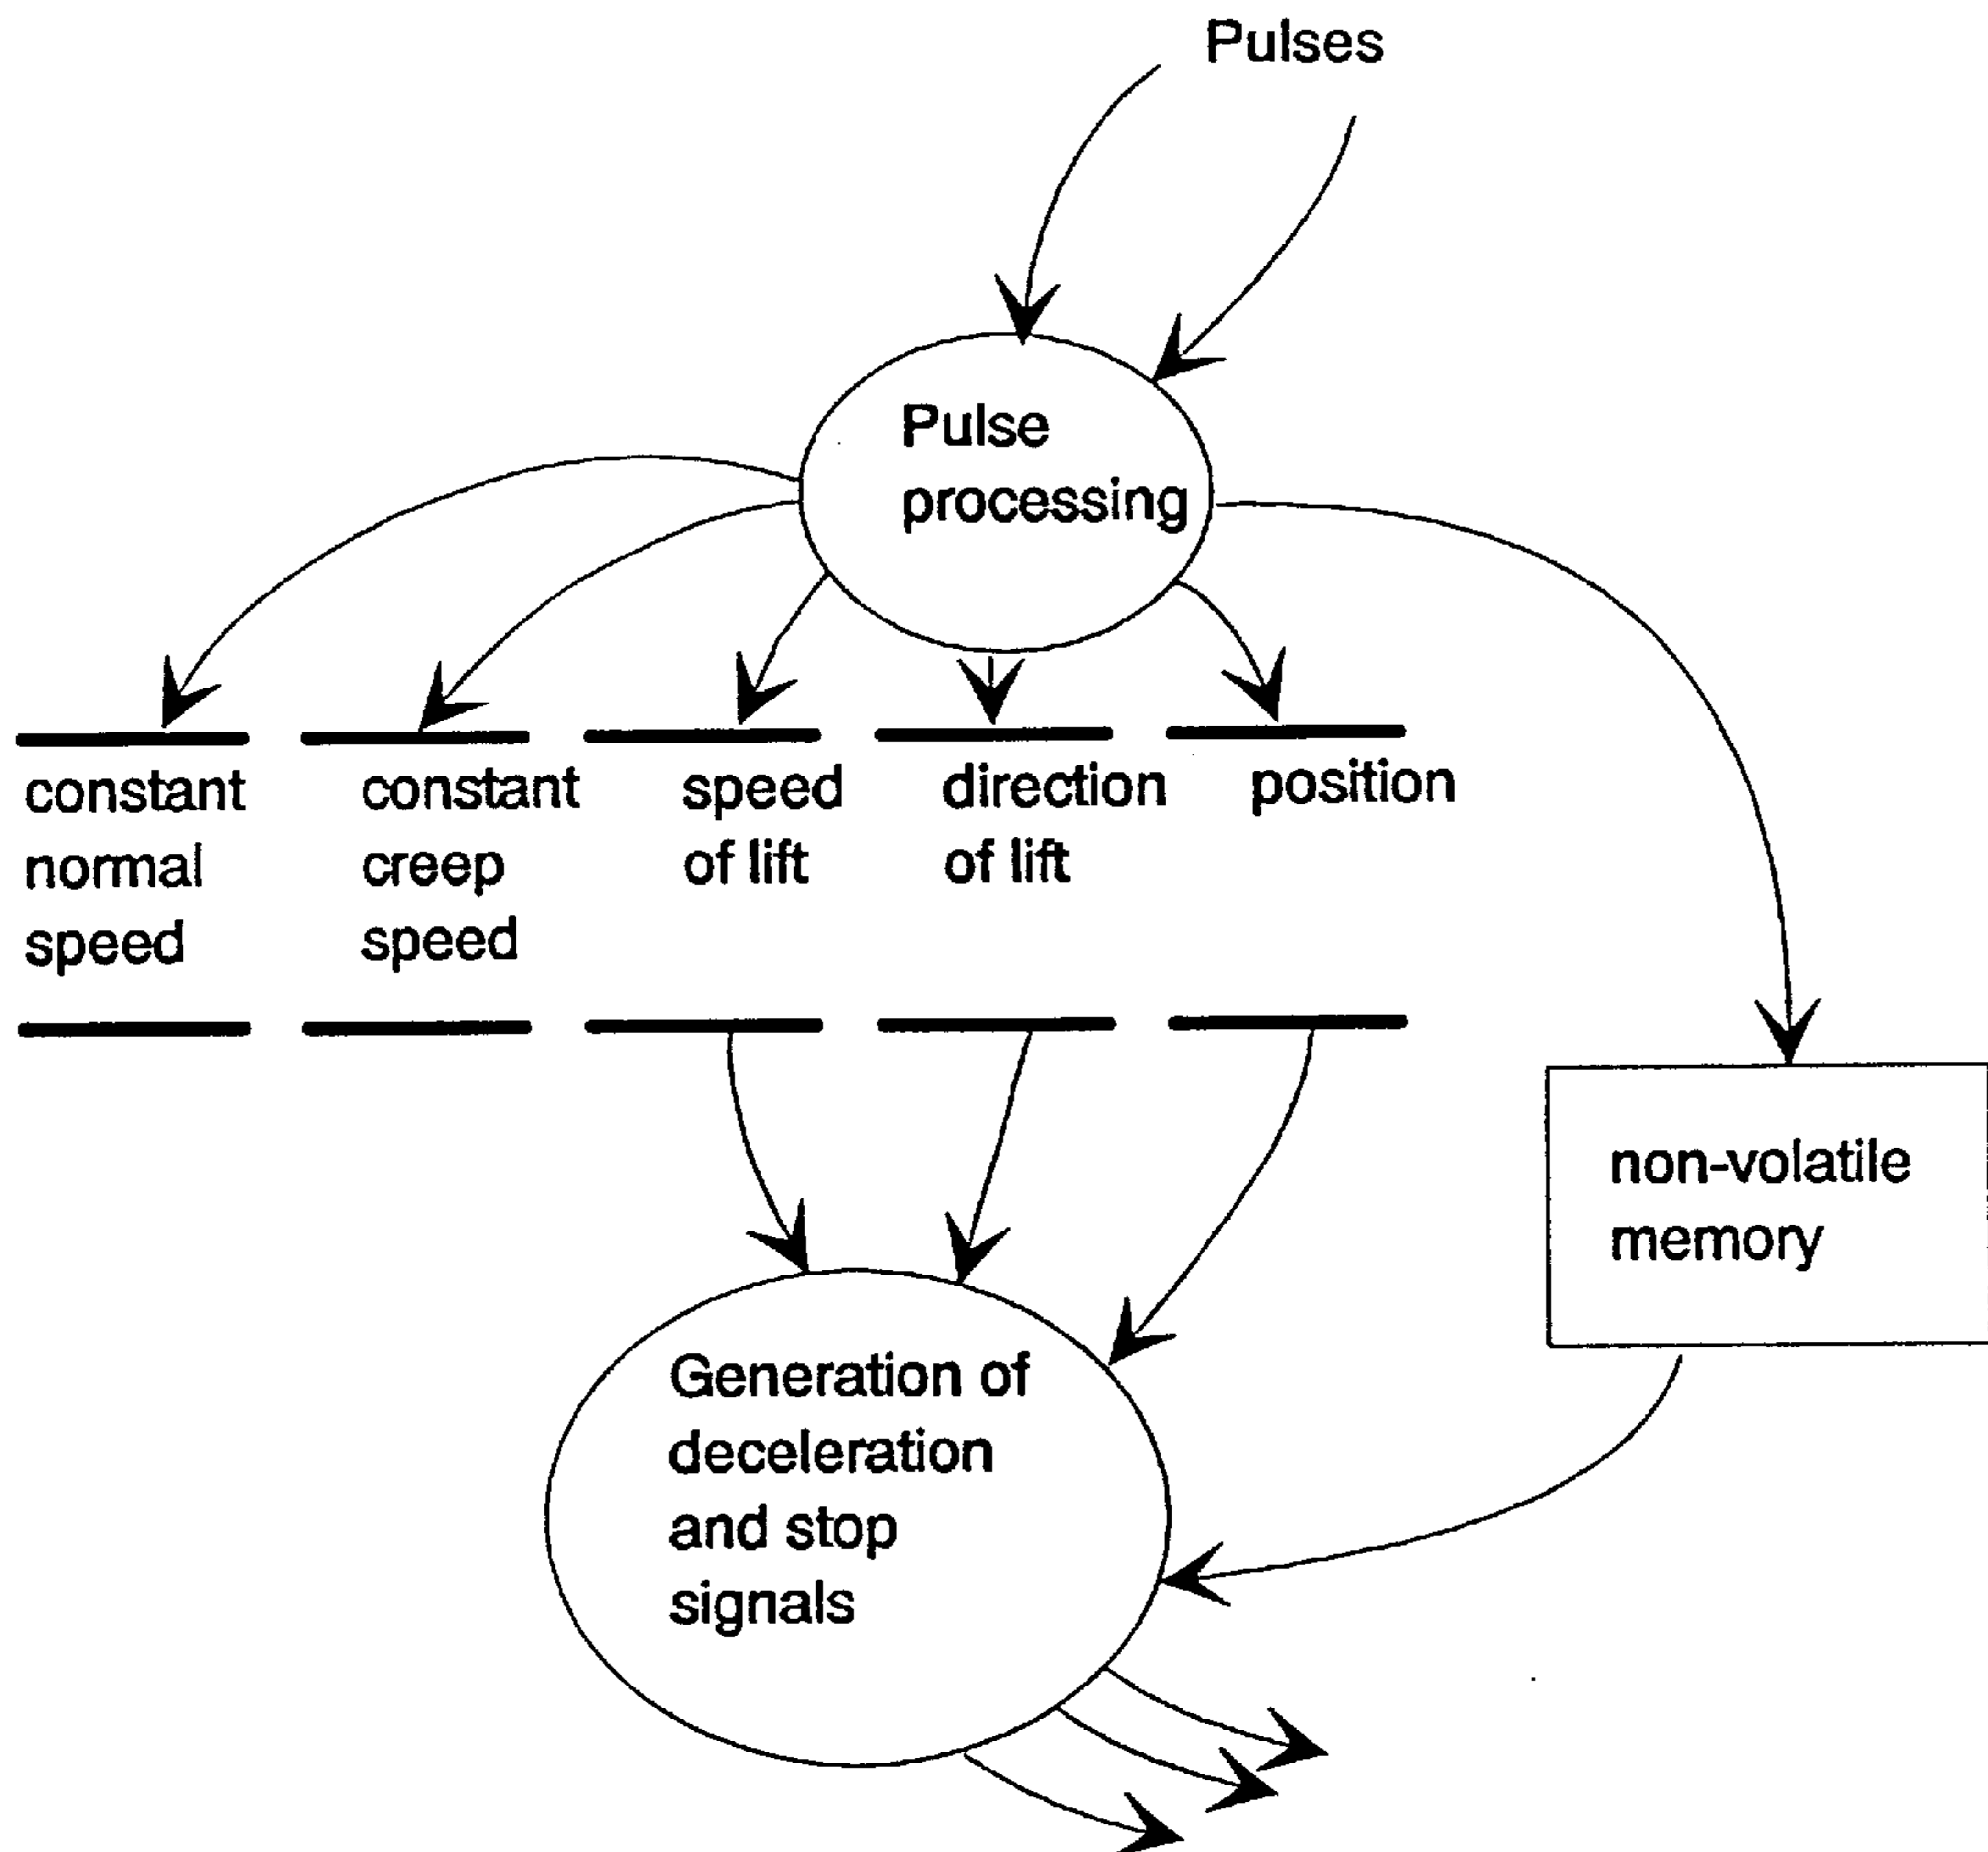 Pulses
Pulse
processing
constant
normal
speed
constant
creep
speed
speed
of lift
direction
of lift
position
non-volatile
memory
Generation of
deceleration
and stop
signals